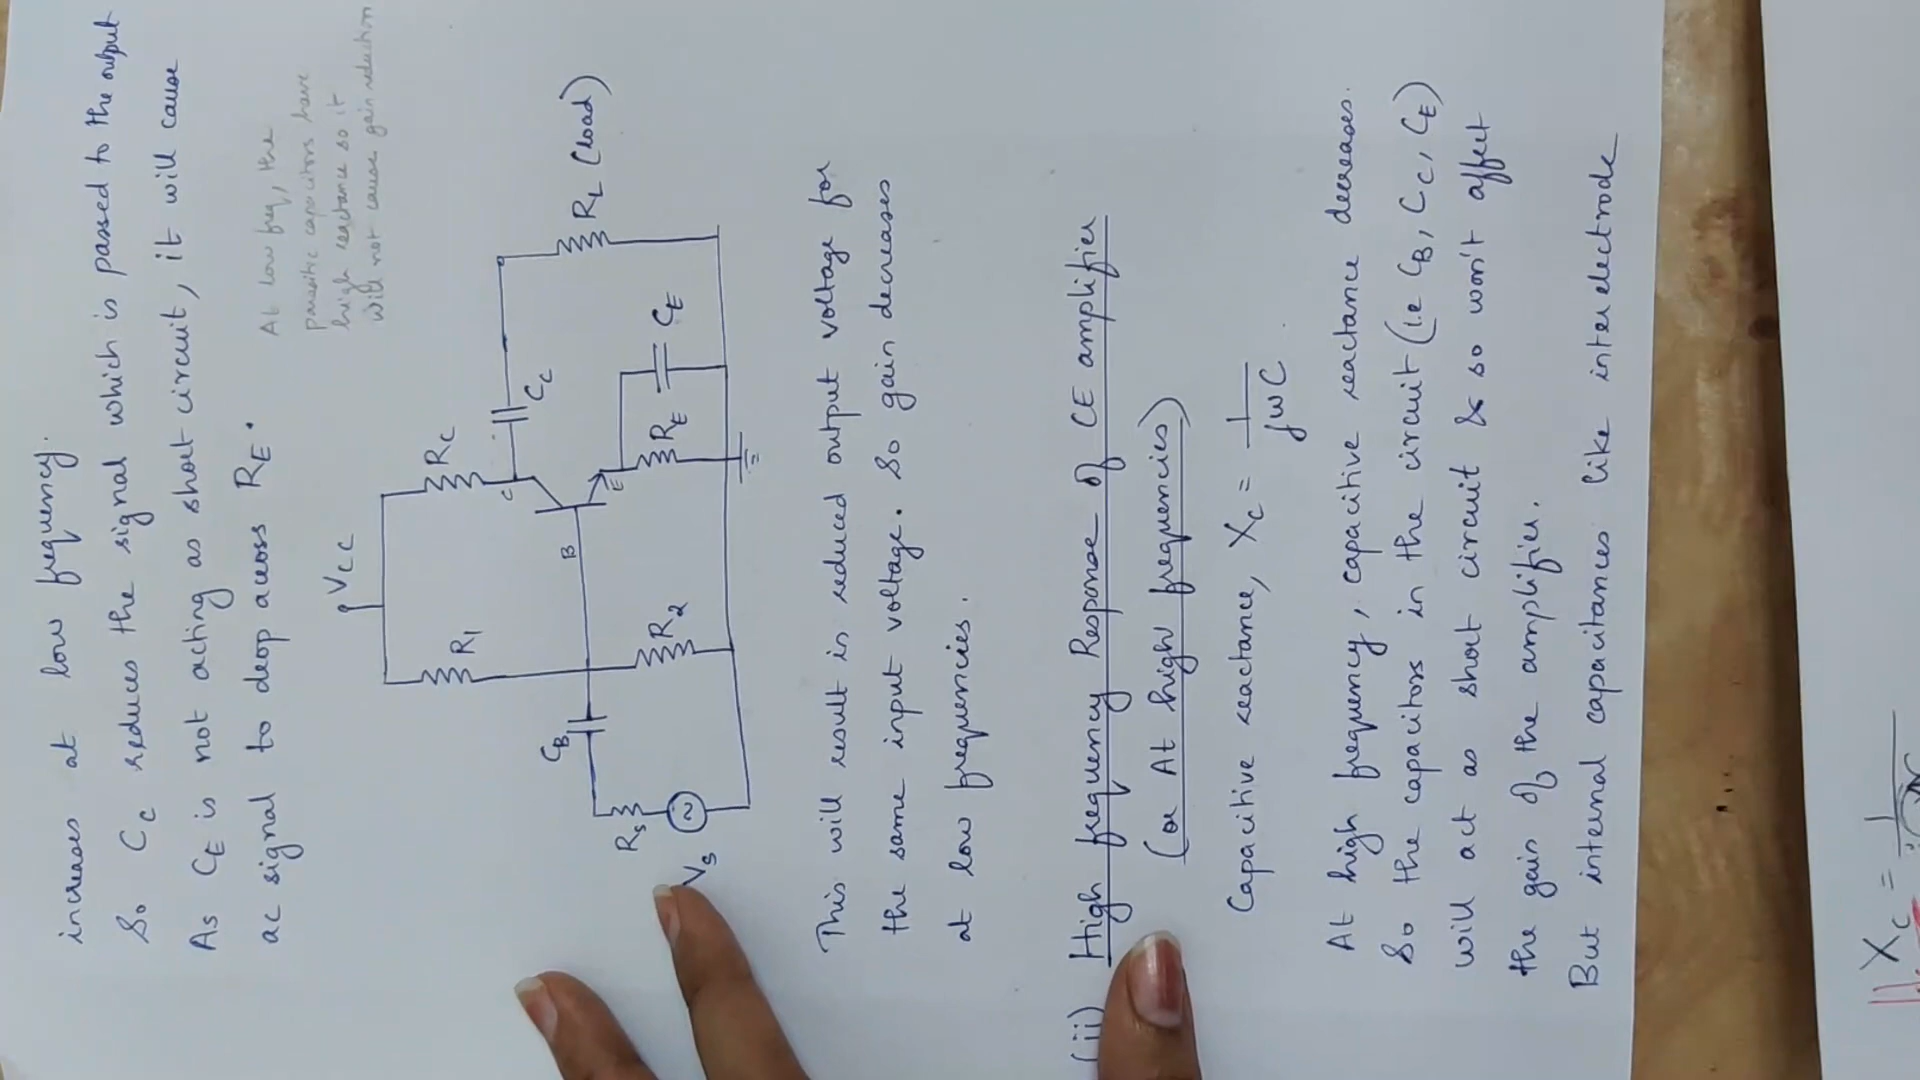 increases at low frequency.
So CC reduces the signal which is passed to the output
As CE is not acting as short circuit, it will cause
ac signal to drop across RE.
At low freq, the
parasitic capacitors have
high reactance so it
will not cause gain reduction
VCC
R1
RC
CC
C
B
E
RL (load)
CB
R2
RE
CE
RS
VS
This will result in reduced output voltage for
the same input voltage. So gain decreases
at low frequencies.
(ii) High frequency Response of CE amplifier
(or At high frequencies)
Capacitive reactance, XC = 1/jωC
At high frequency, capacitive reactance decreases.
So the capacitors in the circuit (i.e CB, CC, CE)
will act as short circuit & so won't affect
the gain of the amplifier.
But internal capacitances like interelectrode
XC = 1